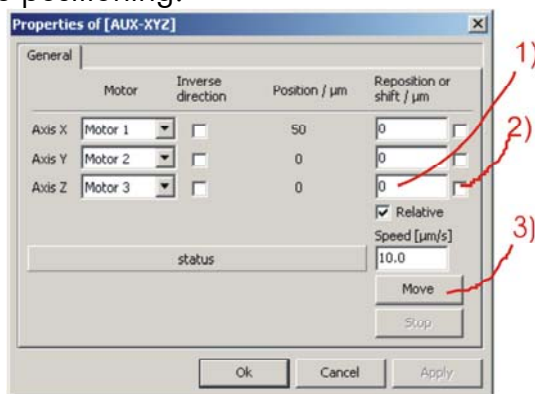 positioning.
Properties of [AUX-XYZ]
General
Motor
Inverse direction
Position / µm
Reposition or shift / µm
Axis X Motor 1 50 0
Axis Y Motor 2 0 0
Axis Z Motor 3 0 0
Relative
Speed [µm/s]
status 10.0
Move
Stop
Ok Cancel Apply
1)
2)
3)